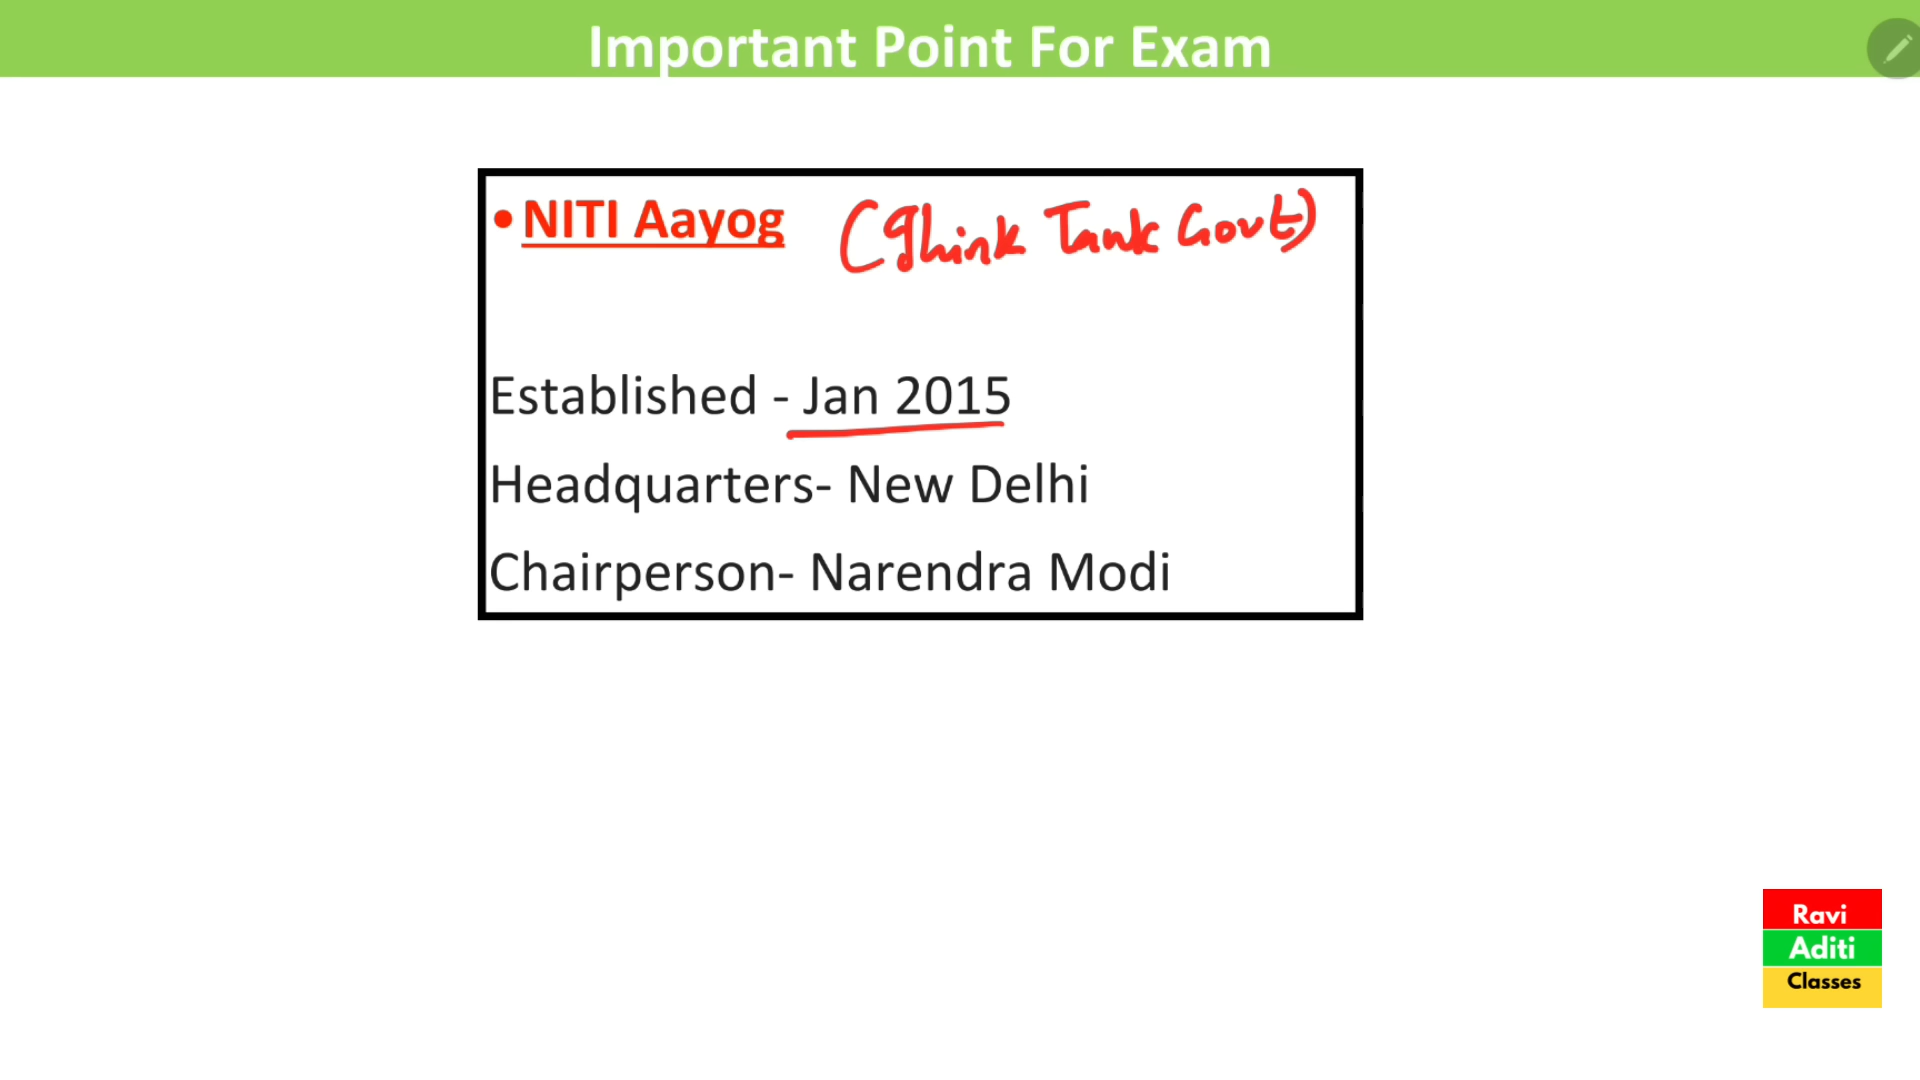 Important Point For Exam
• NITI Aayog (Think Tank Govt)
Established - Jan 2015
Headquarters- New Delhi
Chairperson- Narendra Modi
Ravi
Aditi
Classes